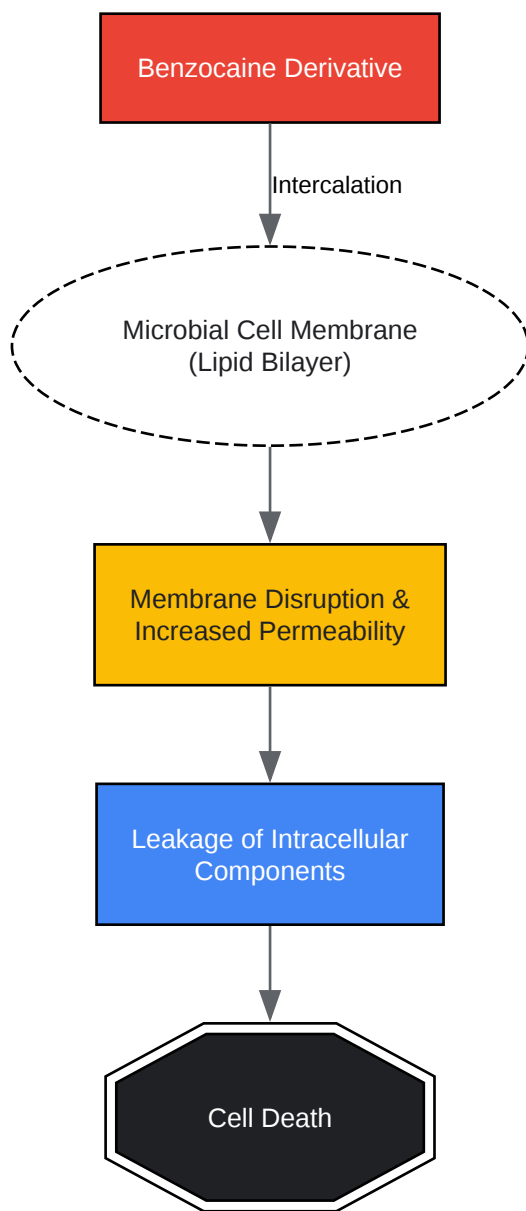 Benzocaine Derivative
Intercalation
Microbial Cell Membrane
(Lipid Bilayer)
Membrane Disruption &
Increased Permeability
Leakage of Intracellular
Components
Cell Death